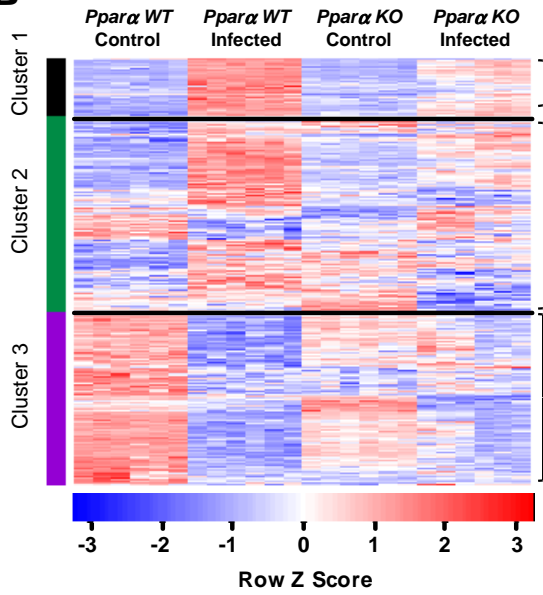 Pparα WT Pparα WT Pparα KO Pparα KO
Control Infected Control Infected
Cluster 1
Cluster 2
Cluster 3
-3 -2 -1 0 1 2 3
Row Z Score